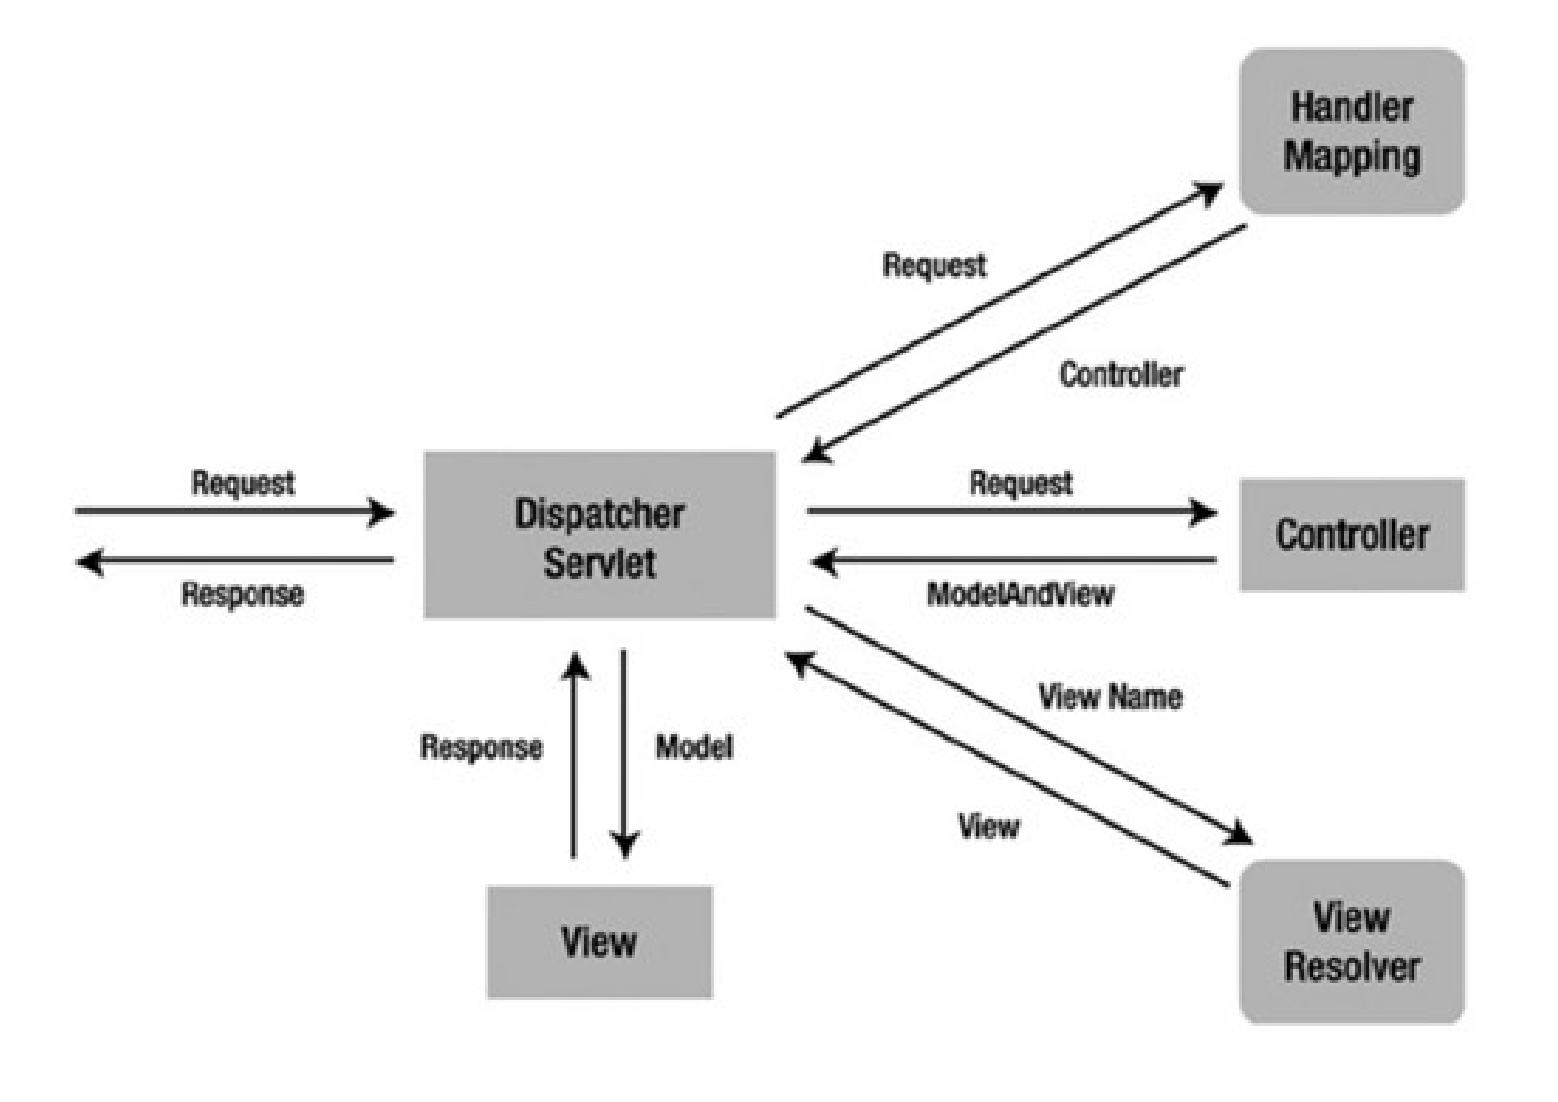 Handler
Mapping
Request
Controller
Request
Response
Dispatcher
Servlet
Request
ModelAndView
Controller
View Name
View
Response
Model
View
View
Resolver